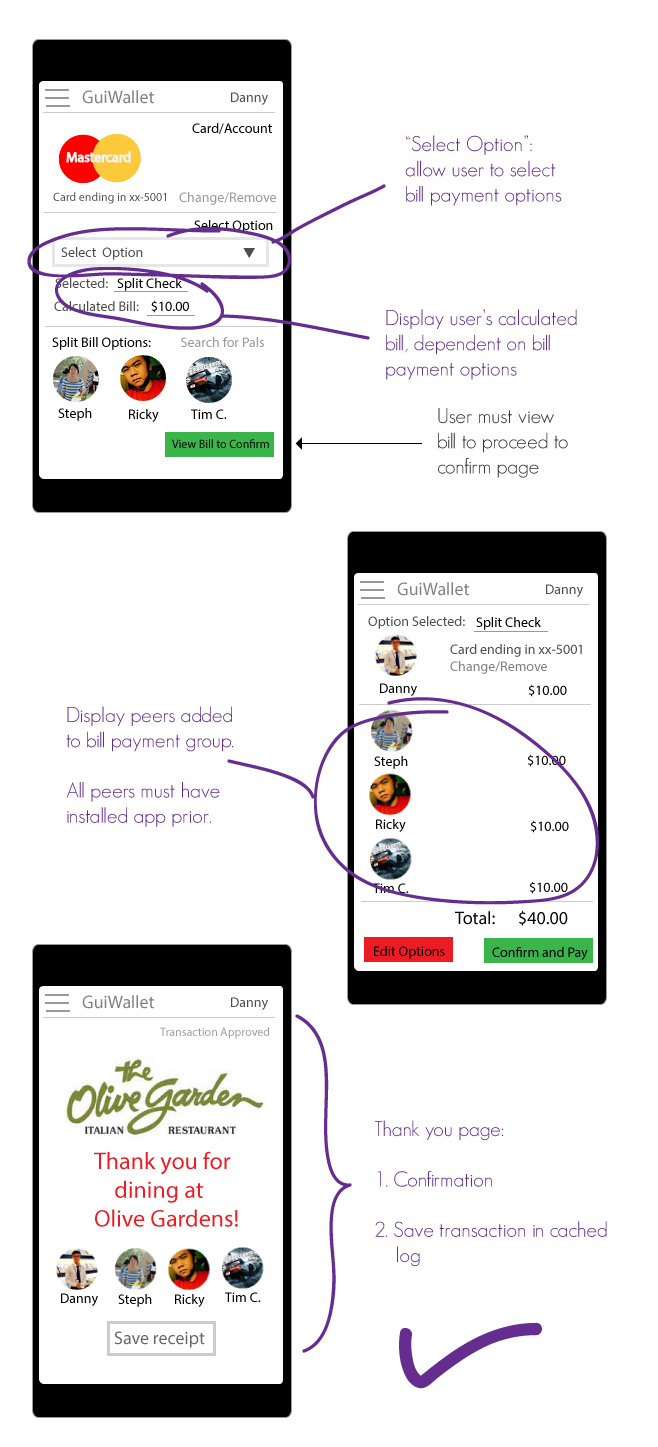 GuiWallet Danny
Card/Account
Mastercard
Card ending in xx-5001 Change/Remove
Select Option
Select Option
Selected: Split Check
Calculated Bill: $10.00
Split Bill Options: Search for Pals
Steph Ricky Tim C.
View Bill to Confirm
"Select Option":
allow user to select
bill payment options
Display user's calculated
bill, dependent on bill
payment options
User must view
bill to proceed to
confirm page
GuiWallet Danny
Option Selected: Split Check
Card ending in xx-5001
Change/Remove
Danny $10.00
Steph $10.00
Ricky $10.00
Tim C. $10.00
Total: $40.00
Edit Options Confirm and Pay
Display peers added
to bill payment group.
All peers must have
installed app prior.
GuiWallet Danny
Transaction Approved
the
Olive Garden
ITALIAN RESTAURANT
Thank you for
dining at
Olive Gardens!
Danny Steph Ricky Tim C.
Save receipt
Thank you page:
1. Confirmation
2. Save transaction in cached
log